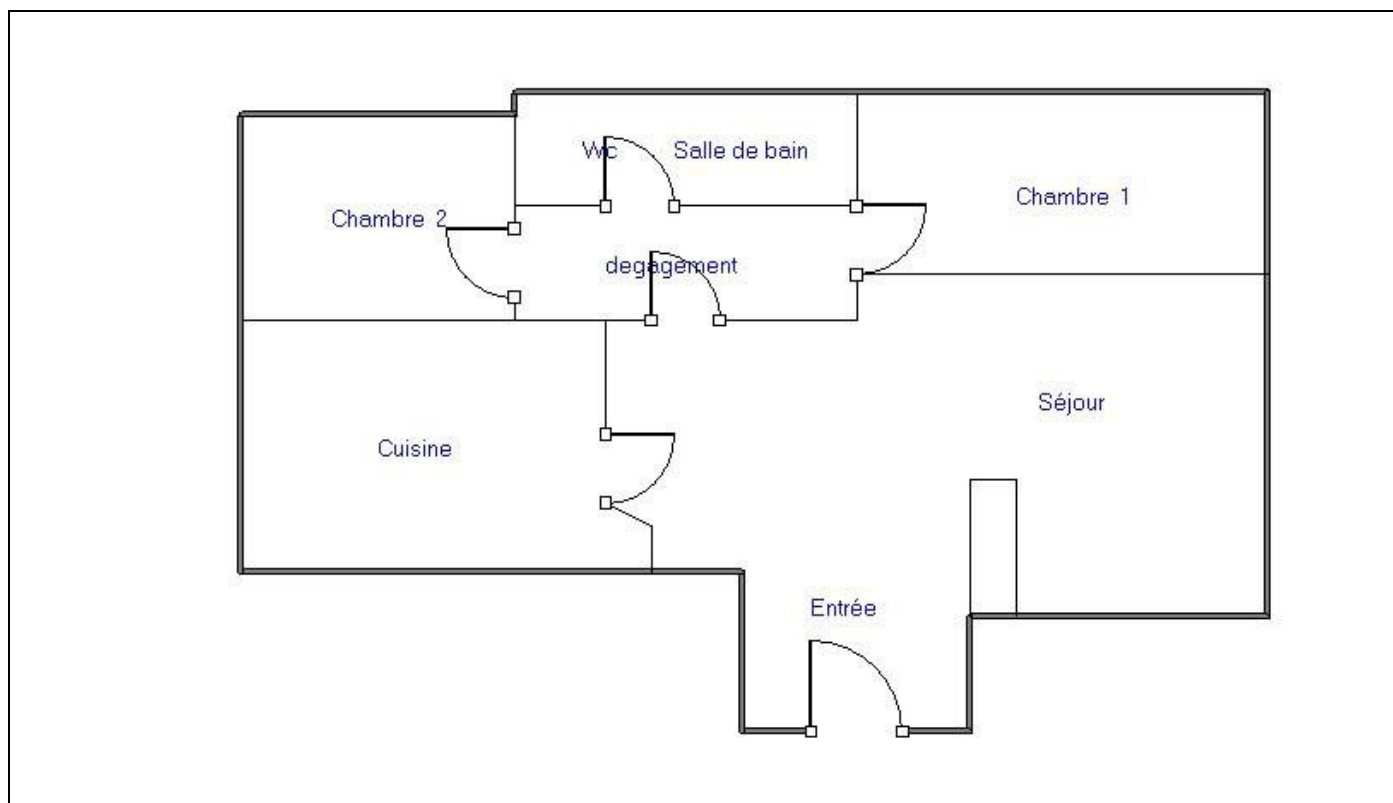 Wc
Salle de bain
Chambre 1
Chambre 2
degagement
Séjour
Cuisine
Entrée